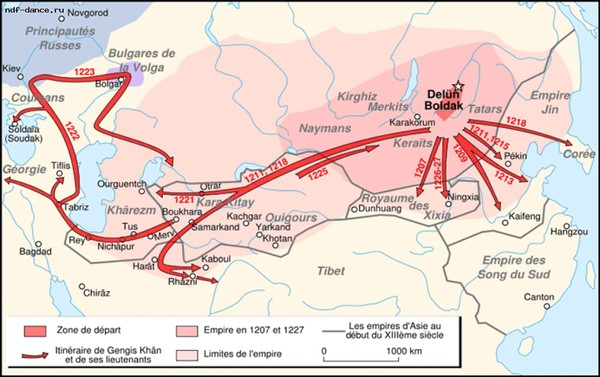 ndf-dance.ru
Novgorod
Principautés
Russes
Kiev
Coumans
Bulgares de
la Volga
Bolgar
1223
1222
Soldaïa
(Soudak)
Géorgie
Tiflis
Tabriz
Bagdad
Chirâz
Rey
Nichâpur
Tus
Merv
Harât
Ourguentch
Khârezm
Otrar
1221
Boukhara
Samarkand
Kara Kitay
Kachgar
Yarkand
Khotan
Ouïgours
Kaboul
Rhazni
1211, 1218
1225
Naymans
Kirghiz
Merkits
Karakorum
Keraïts
Delün
Boldak
Tatars
Empire
Jin
1218
1211, 1215
1209
1213
1207
1226-27
Pékin
Corée
Royaume
des
Xixia
Dunhuang
Ningxia
Kaifeng
Hangzou
Empire des
Song du Sud
Canton
Tibet
Zone de départ
Itinéraire de Gengis Khân
et de ses lieutenants
Empire en 1207 et 1227
Limites de l'empire
Les empires d'Asie au
début du XIIIème siècle
0 1000 km